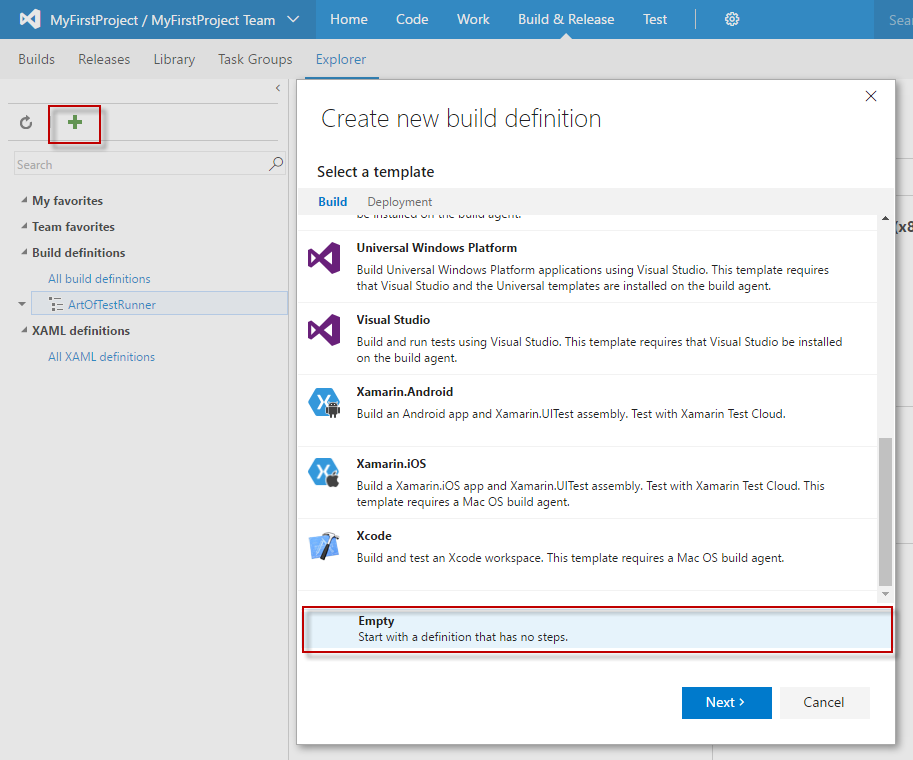 MyFirstProject / MyFirstProject Team
Home
Code
Work
Build & Release
Test
Builds
Releases
Library
Task Groups
Explorer
Search
My favorites
Team favorites
Build definitions
All build definitions
ArtOfTestRunner
XAML definitions
All XAML definitions
Create new build definition
Select a template
Build
Deployment
be installed on the build agent.
Universal Windows Platform
Build Universal Windows Platform applications using Visual Studio. This template requires
that Visual Studio and the Universal templates are installed on the build agent.
Visual Studio
Build and run tests using Visual Studio. This template requires that Visual Studio be installed
on the build agent.
Xamarin.Android
Build an Android app and Xamarin.UITest assembly. Test with Xamarin Test Cloud.
Xamarin.iOS
Build a Xamarin.iOS app and Xamarin.UITest assembly. Test with Xamarin Test Cloud. This
template requires a Mac OS build agent.
Xcode
Build and test an Xcode workspace. This template requires a Mac OS build agent.
Empty
Start with a definition that has no steps.
Next >
Cancel
Sear
(x8